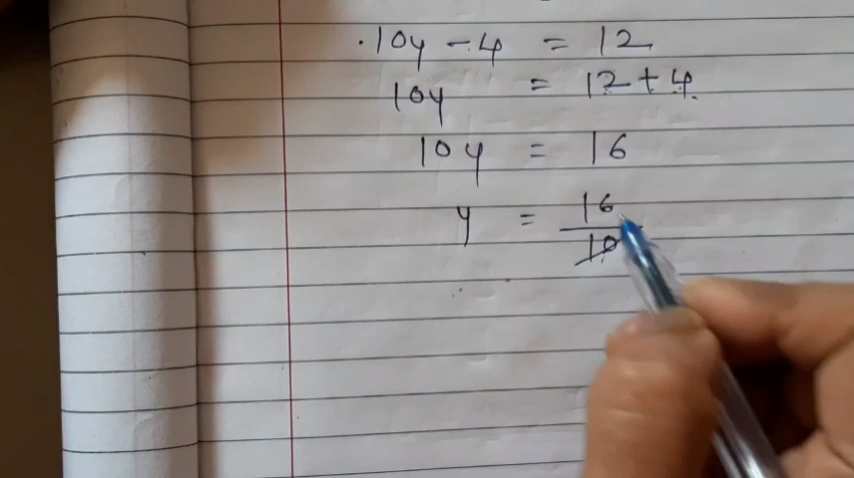 10y - 4 = 12
10y = 12 + 4
10y = 16
y = 16/10